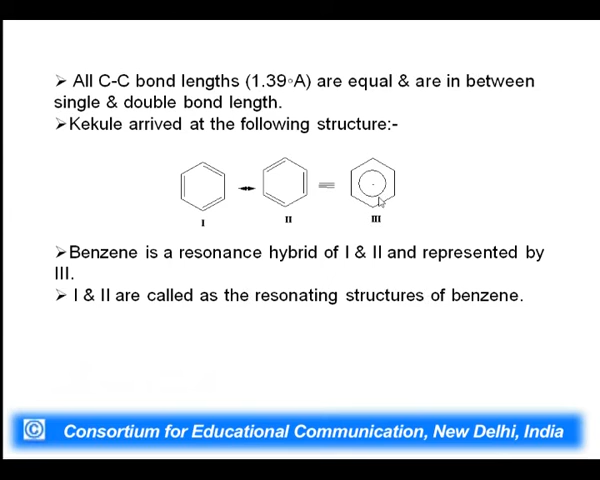 ➢ All C-C bond lengths (1.39◦A) are equal & are in between
single & double bond length.
➢Kekule arrived at the following structure:-
I II III
➢Benzene is a resonance hybrid of I & II and represented by
III.
➢ I & II are called as the resonating structures of benzene.
© Consortium for Educational Communication, New Delhi, India